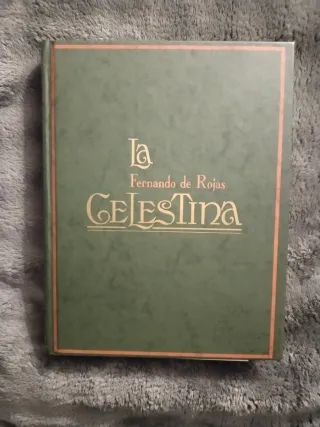 La
Fernando de Rojas
CELESTINA